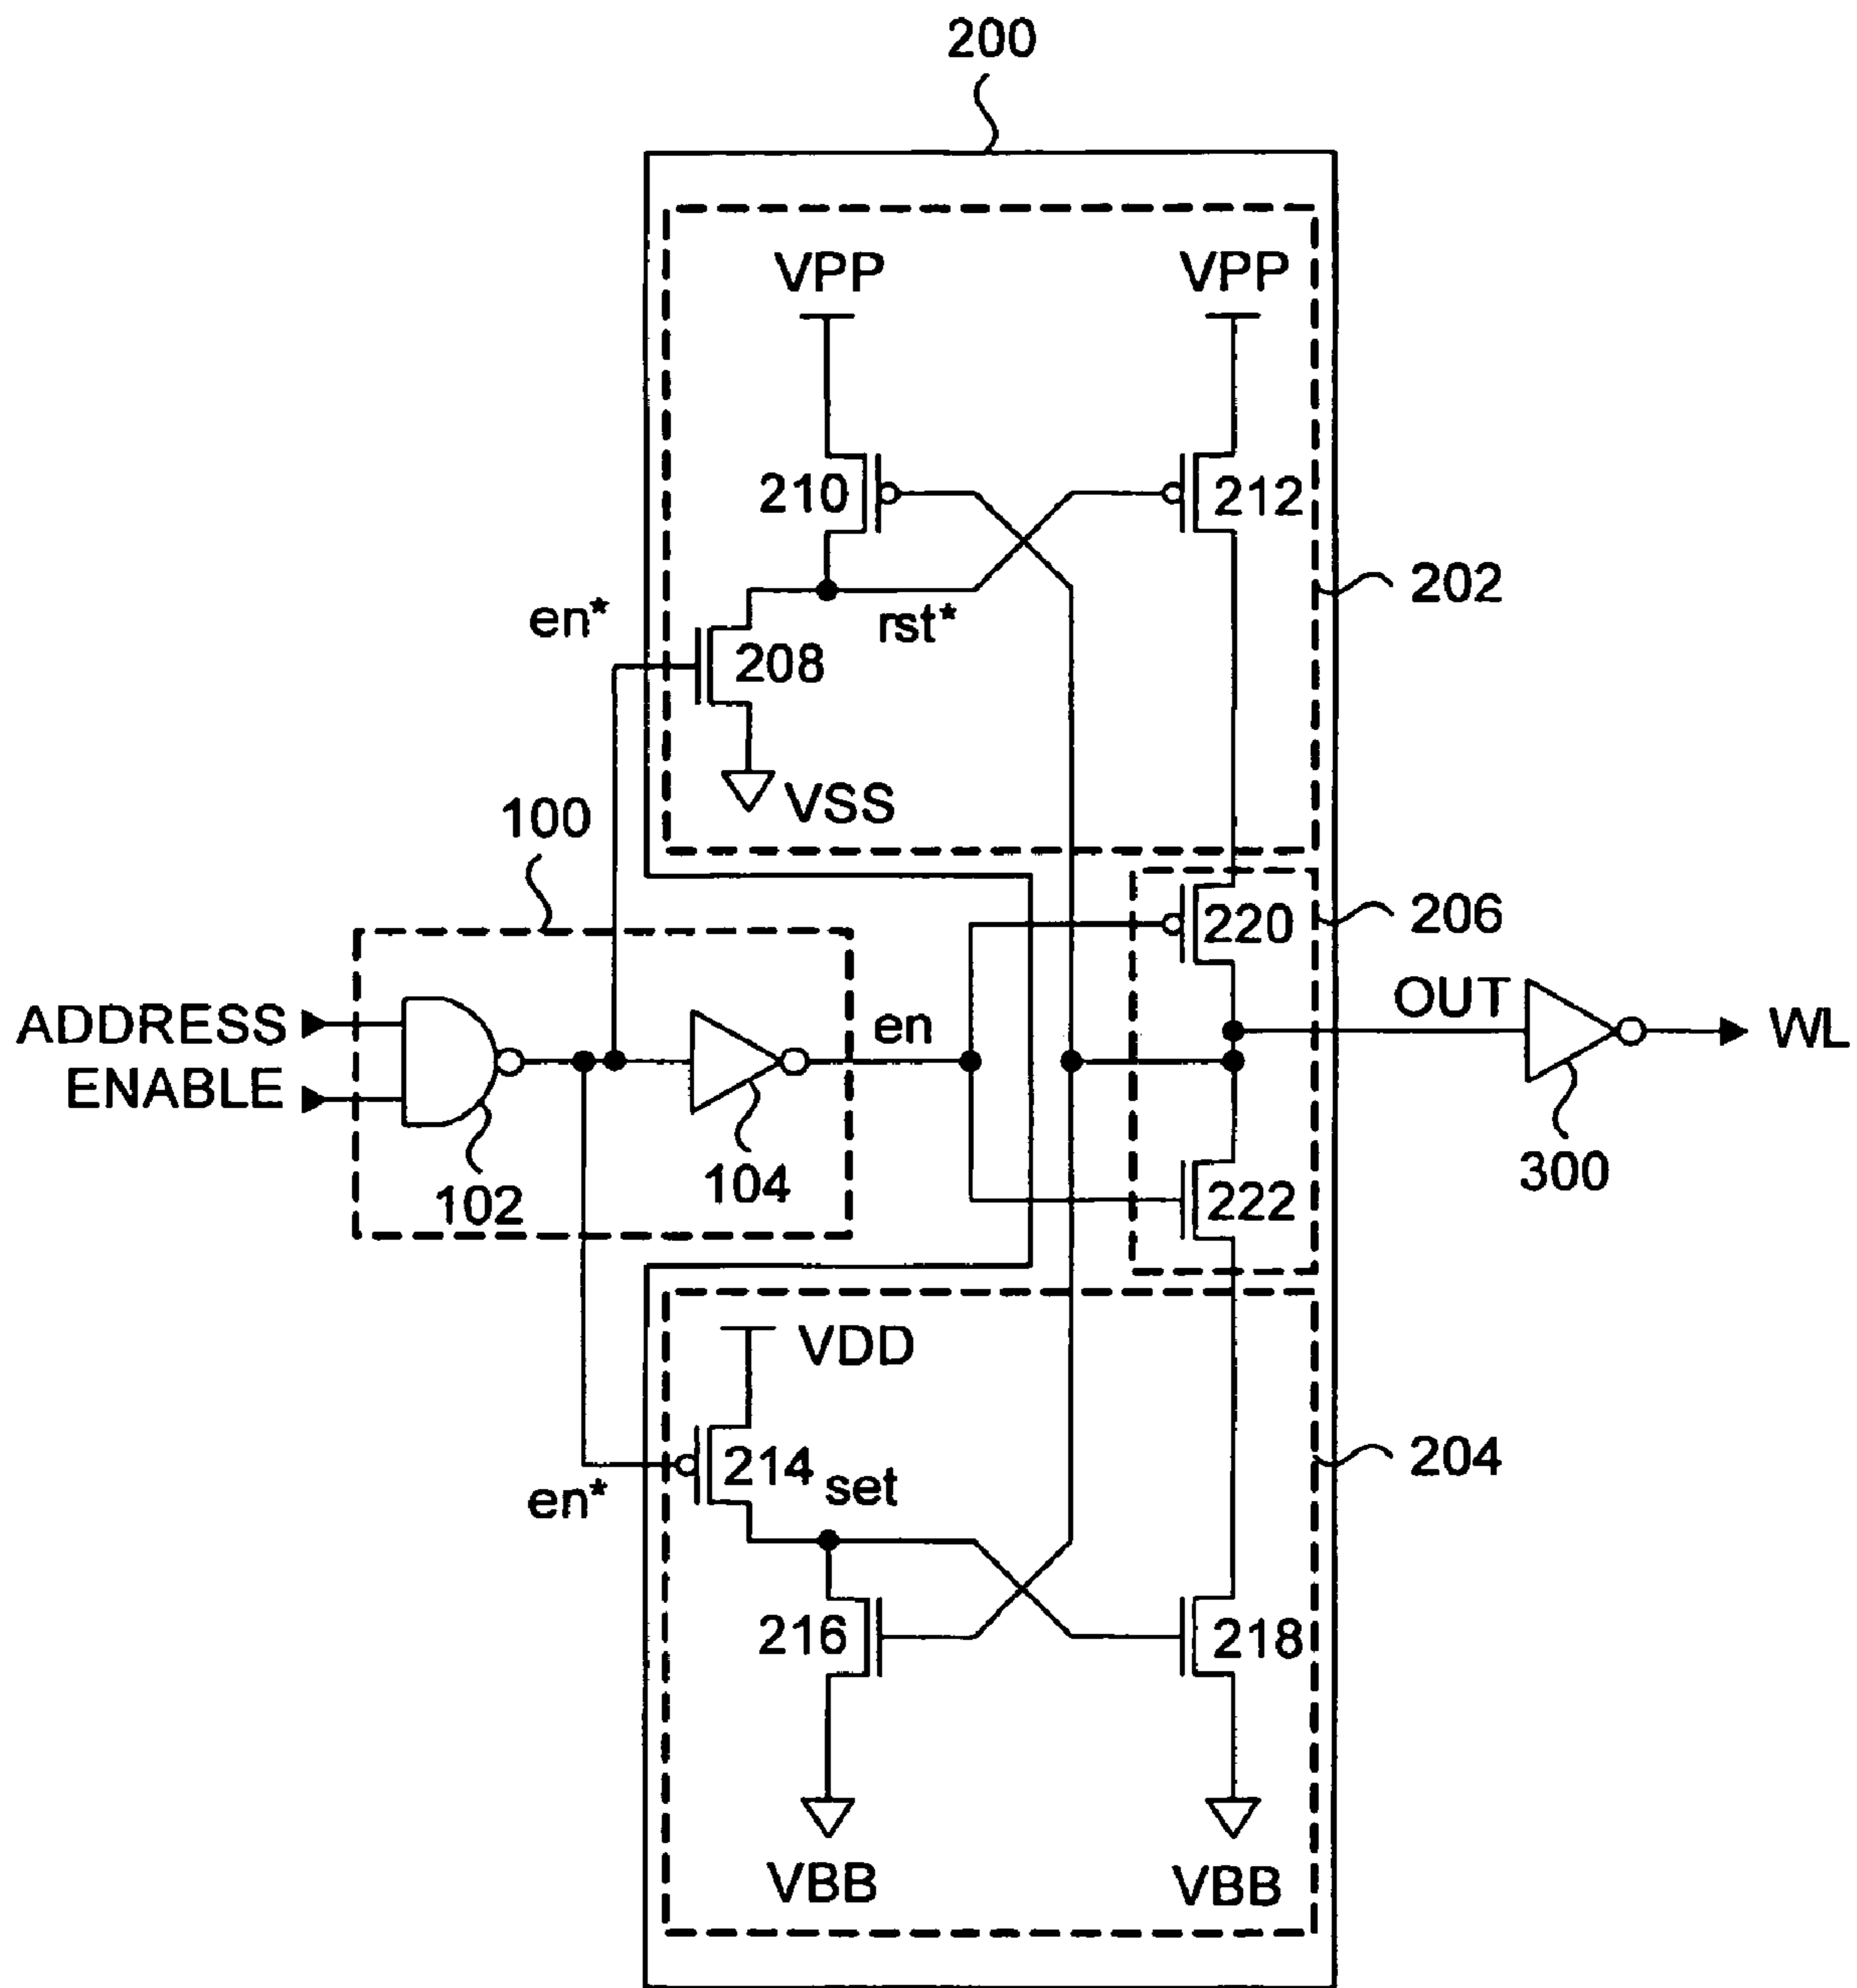 200
VPP
VPP
210
212
202
en*
rst*
208
VSS
100
220
206
ADDRESS
en
OUT
WL
ENABLE
102
104
222
300
VDD
214
set
204
en*
216
218
VBB
VBB